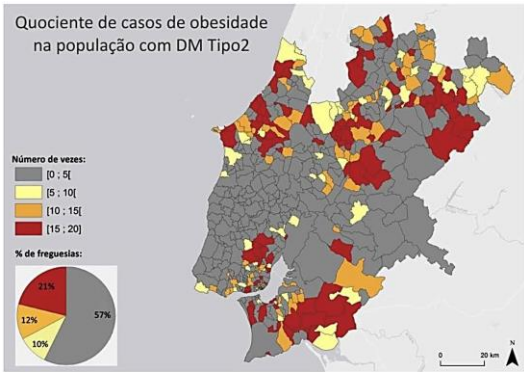 Quociente de casos de obesidade
na população com DM Tipo2
Número de vezes:
[0 ; 5[
[5 ; 10[
[10 ; 15[
[15 ; 20]
% de freguesias:
21%
12%
10%
57%
N
0 20 km